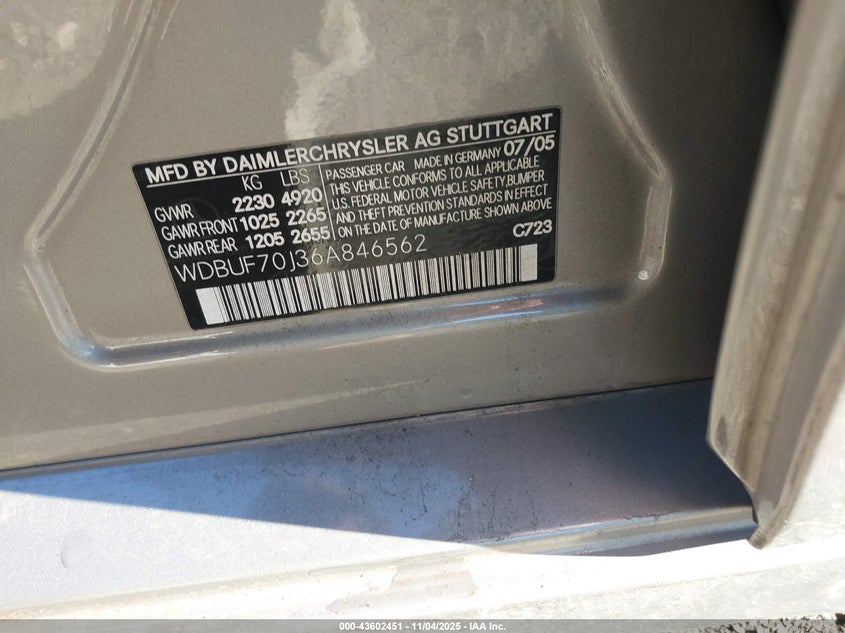 MFD BY DAIMLERCHRYSLER AG STUTTGART
KG LBS PASSENGER CAR MADE IN GERMANY 07/05
GVWR 2230 4920 THIS VEHICLE CONFORMS TO ALL APPLICABLE
GAWR FRONT 1025 2265 U.S. FEDERAL MOTOR VEHICLE SAFETY, BUMPER
GAWR REAR 1205 2655 AND THEFT PREVENTION STANDARDS IN EFFECT
ON THE DATE OF MANUFACTURE
WDBUF70J36A846562 C723
000-43602451 - 11/04/2025 - IAA Inc.